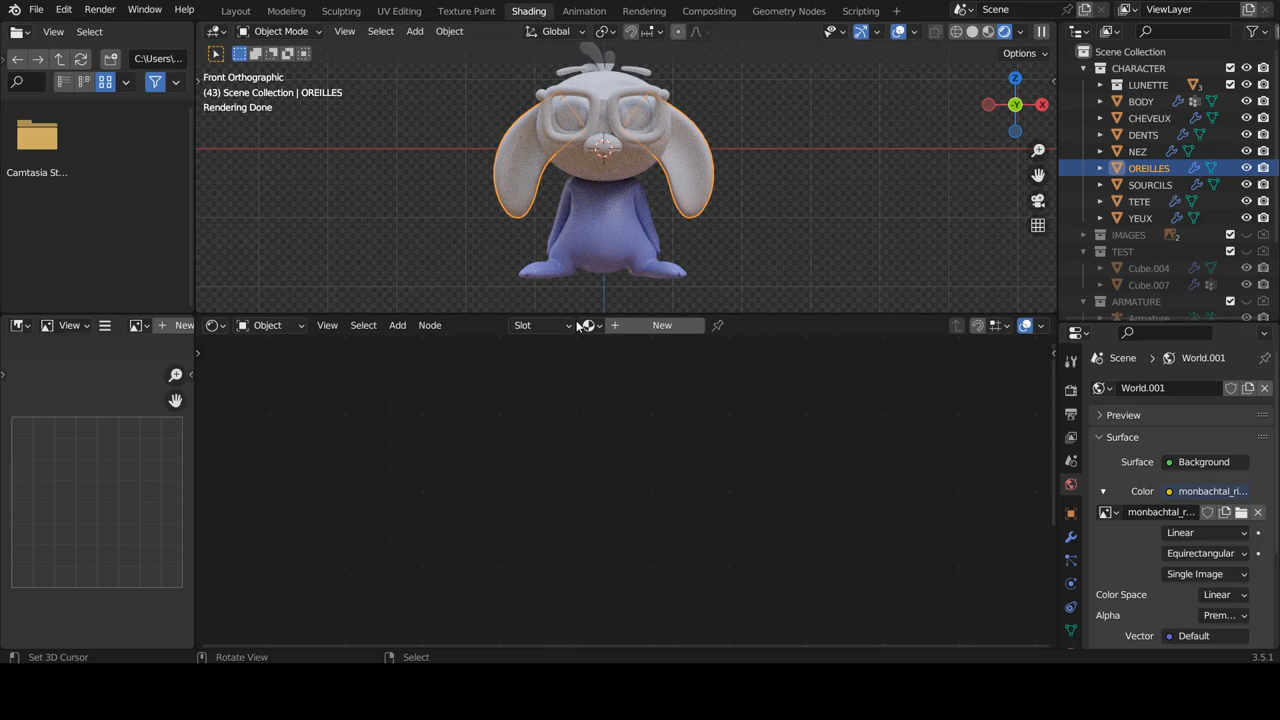 File Edit Render Window Help Layout Modeling Sculpting UV Editing Texture Paint Shading Animation Rendering Compositing Geometry Nodes Scripting + Scene ViewLayer
View Select
C:\Users\...
Camtasia St...
Object Mode View Select Add Object Global
Options
Front Orthographic
(43) Scene Collection | OREILLES
Rendering Done
Z
-Y
X
Scene Collection
CHARACTER
LUNETTE 3
BODY
CHEVEUX
DENTS
NEZ
OREILLES
SOURCILS
TETE
YEUX
IMAGES 2
TEST
Cube.004
Cube.007
ARMATURE
Armature
View New
Object View Select Add Node Slot New
Scene > World.001
World.001
Preview
Surface
Surface Background
Color monbachtal_ri...
monbachtal_r...
Linear
Equirectangular
Single Image
Color Space Linear
Alpha Prem...
Vector Default
Set 3D Cursor Rotate View Select 3.5.1